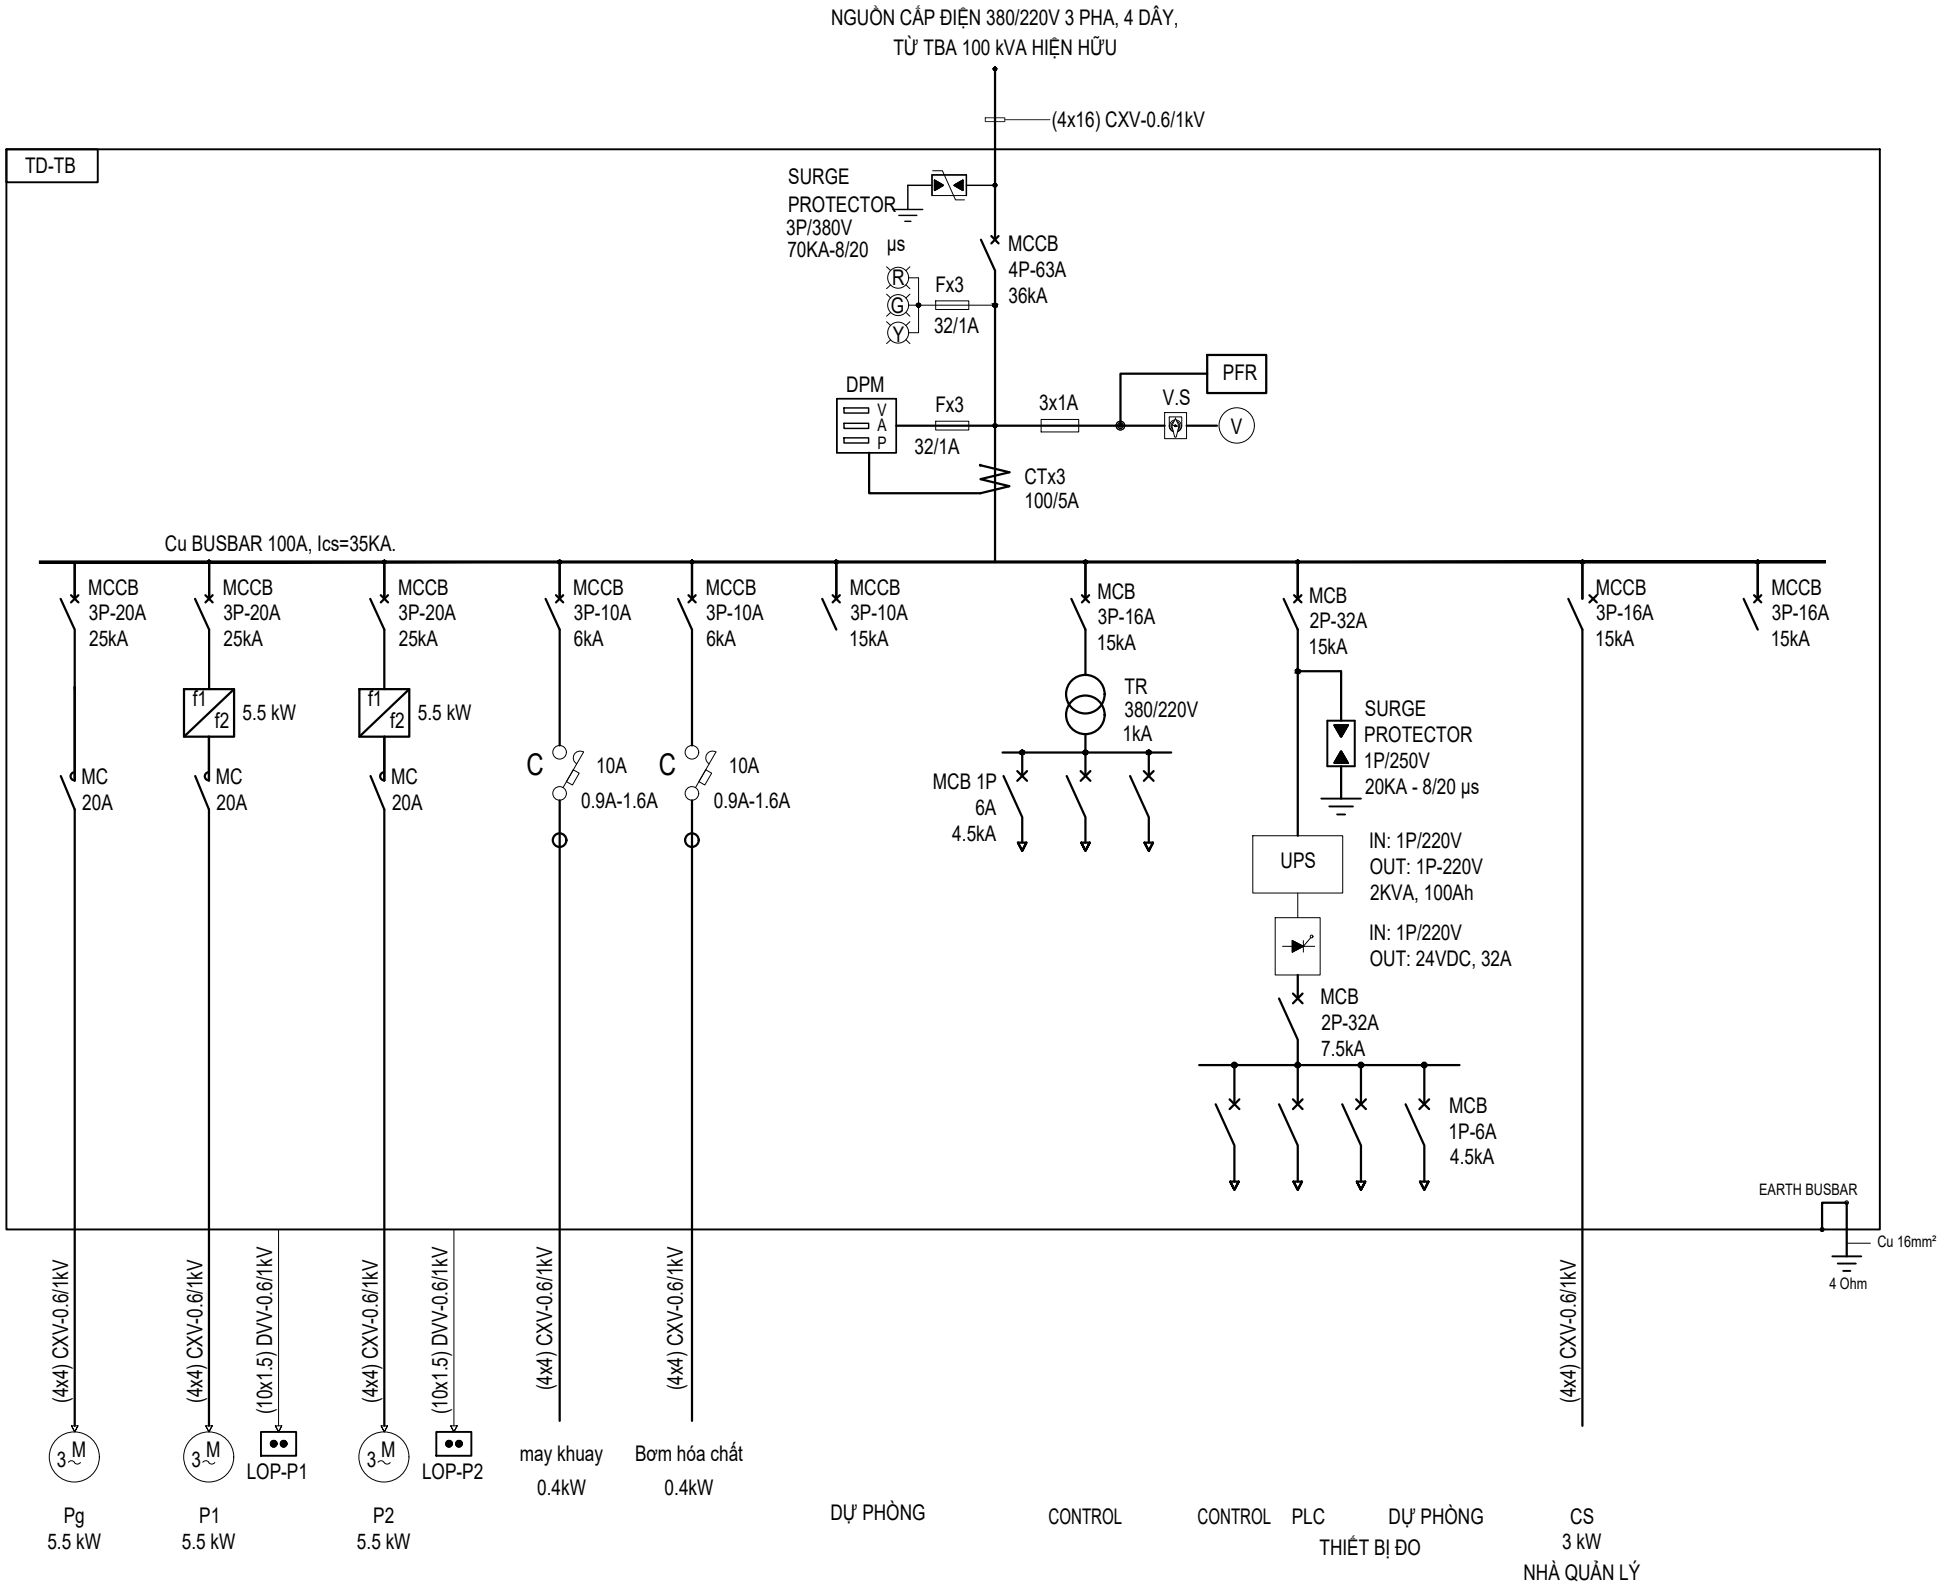 NGUỒN CẤP ĐIỆN 380/220V 3 PHA, 4 DÂY,
TỪ TBA 100 kVA HIỆN HỮU
(4x16) CXV-0.6/1kV
TD-TB
SURGE
PROTECTOR
3P/380V
70KA-8/20 µs
MCCB
4P-63A
36kA
R
G
Y
Fx3
32/1A
DPM
V
A
P
Fx3
32/1A
3x1A
PFR
V.S
V
CTx3
100/5A
Cu BUSBAR 100A, Ics=35KA.
MCCB
3P-20A
25kA
MCCB
3P-20A
25kA
MCCB
3P-20A
25kA
MCCB
3P-10A
6kA
MCCB
3P-10A
6kA
MCCB
3P-10A
15kA
MCB
3P-16A
15kA
MCB
2P-32A
15kA
MCCB
3P-16A
15kA
MCCB
3P-16A
15kA
f1
f2
5.5 kW
f1
f2
5.5 kW
MC
20A
MC
20A
MC
20A
C
10A
0.9A-1.6A
C
10A
0.9A-1.6A
TR
380/220V
1kA
MCB 1P
6A
4.5kA
SURGE
PROTECTOR
1P/250V
20KA - 8/20 µs
UPS
IN: 1P/220V
OUT: 1P-220V
2KVA, 100Ah
IN: 1P/220V
OUT: 24VDC, 32A
MCB
2P-32A
7.5kA
MCB
1P-6A
4.5kA
EARTH BUSBAR
Cu 16mm²
4 Ohm
(4x4) CXV-0.6/1kV
(4x4) CXV-0.6/1kV
(10x1.5) DVV-0.6/1kV
(4x4) CXV-0.6/1kV
(10x1.5) DVV-0.6/1kV
(4x4) CXV-0.6/1kV
(4x4) CXV-0.6/1kV
(4x4) CXV-0.6/1kV
M
3~
M
3~
LOP-P1
M
3~
LOP-P2
Pg
5.5 kW
P1
5.5 kW
P2
5.5 kW
may khuay
0.4kW
Bơm hóa chất
0.4kW
DỰ PHÒNG
CONTROL
CONTROL PLC DỰ PHÒNG
THIẾT BỊ ĐO
CS
3 kW
NHÀ QUẢN LÝ